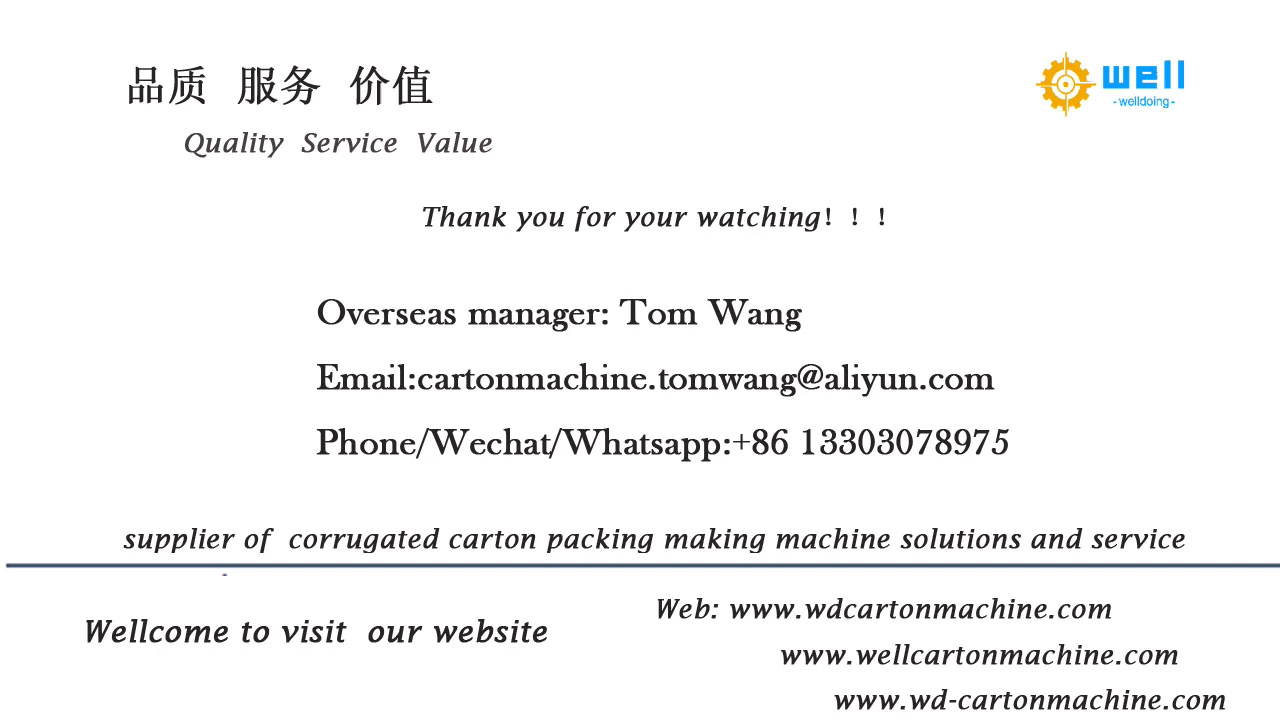 品质 服务 价值
well
-welldoing-
Quality Service Value
Thank you for your watching！！！
Overseas manager: Tom Wang
Email:cartonmachine.tomwang@aliyun.com
Phone/Wechat/Whatsapp:+86 13303078975
supplier of corrugated carton packing making machine solutions and service
Wellcome to visit our website
Web: www.wdcartonmachine.com
www.wellcartonmachine.com
www.wd-cartonmachine.com